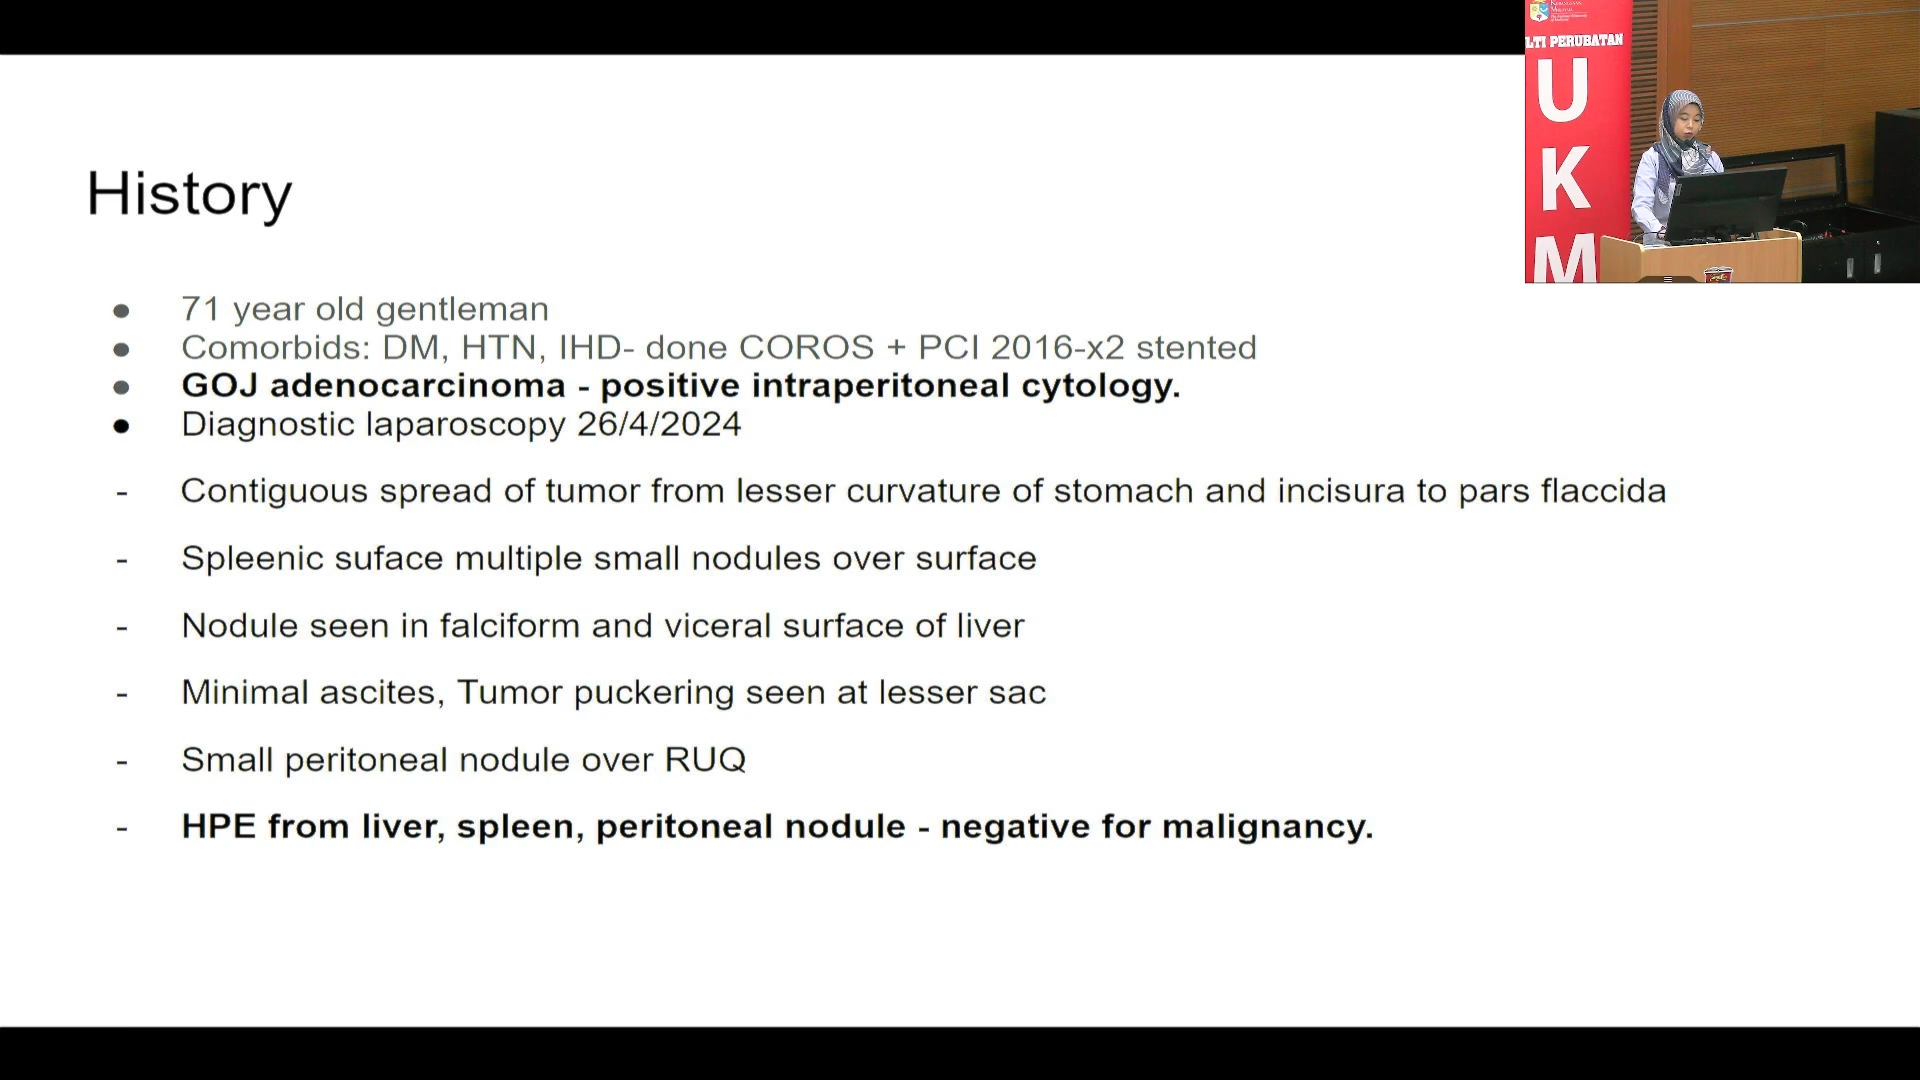 History
71 year old gentleman
Comorbids: DM, HTN, IHD- done COROS + PCI 2016-x2 stented
GOJ adenocarcinoma - positive intraperitoneal cytology.
Diagnostic laparoscopy 26/4/2024
- Contiguous spread of tumor from lesser curvature of stomach and incisura to pars flaccida
- Spleenic suface multiple small nodules over surface
- Nodule seen in falciform and viceral surface of liver
- Minimal ascites, Tumor puckering seen at lesser sac
- Small peritoneal nodule over RUQ
- HPE from liver, spleen, peritoneal nodule - negative for malignancy.
LTI PERUBATAN
U
K
M